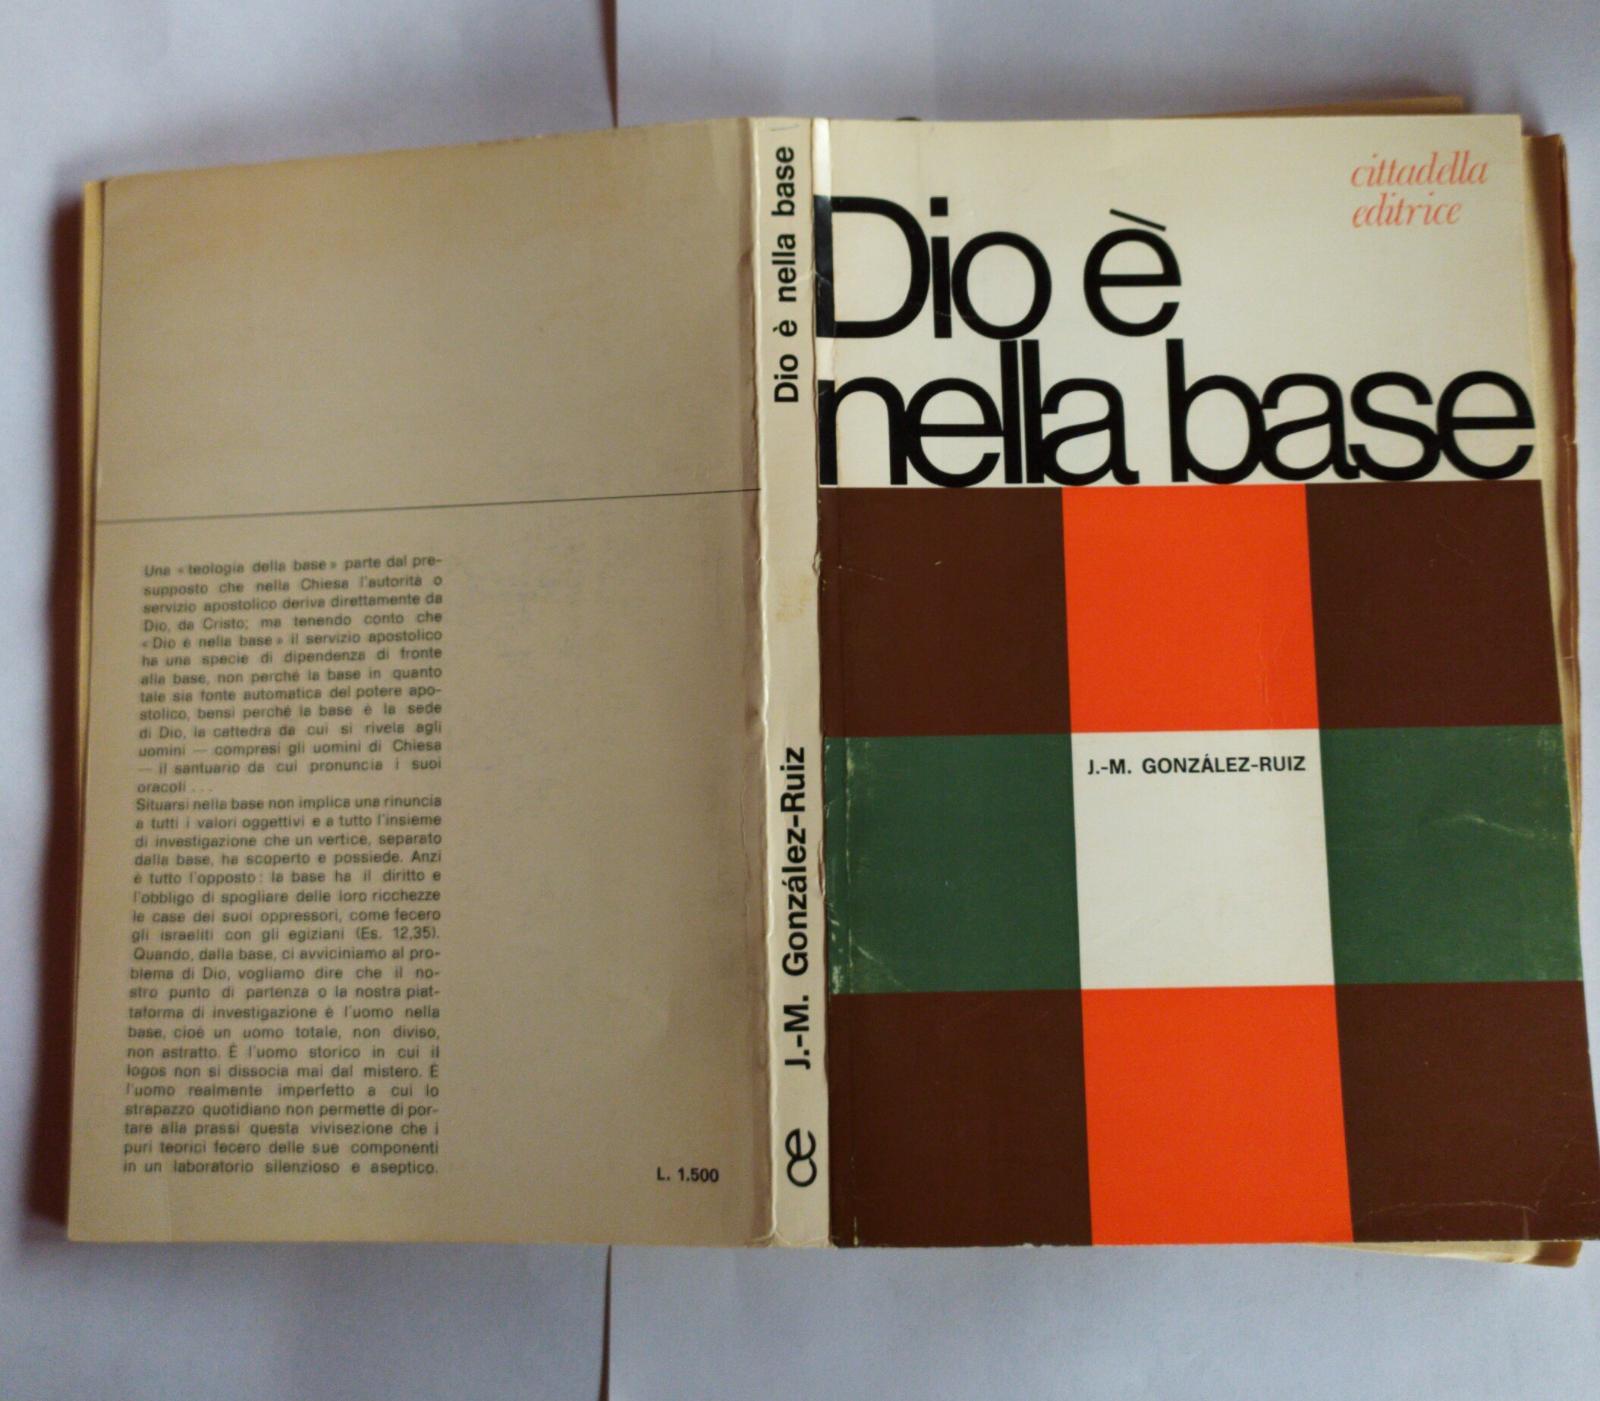 Una «teologia della base» parte dal pre-
supposto che nella Chiesa l'autorità o
servizio apostolico deriva direttamente da
Dio, da Cristo; ma tenendo conto che
«Dio è nella base» il servizio apostolico
ha una specie di dipendenza di fronte
alla base, non perché la base in quanto
tale sia fonte automatica del potere apo-
stolico, bensì perché la base è la sede
di Dio, la cattedra da cui si rivela agli
uomini — compresi gli uomini di Chiesa
— il santuario da cui pronuncia i suoi
oracoli . . .
Situarsi nella base non implica una rinuncia
a tutti i valori oggettivi e a tutto l'insieme
di investigazione che un vertice, separato
dalla base, ha scoperto e possiede. Anzi
è tutto l'opposto: la base ha il diritto e
l'obbligo di spogliare delle loro ricchezze
le case dei suoi oppressori, come fecero
gli israeliti con gli egiziani (Es. 12,35).
Quando, dalla base, ci avviciniamo al pro-
blema di Dio, vogliamo dire che il no-
stro punto di partenza o la nostra piat-
taforma di investigazione è l'uomo nella
base, cioè un uomo totale, non diviso,
non astratto. È l'uomo storico in cui il
logos non si dissocia mai dal mistero. È
l'uomo realmente imperfetto a cui lo
strapazzo quotidiano non permette di por-
tare alla prassi questa vivisezione che i
puri teorici fecero delle sue componenti
in un laboratorio silenzioso e asettico.
L. 1.500
Dio è nella base
J.-M. González-Ruiz
ce
cittadella
editrice
Dio è
nella base
J.-M. GONZÁLEZ-RUIZ